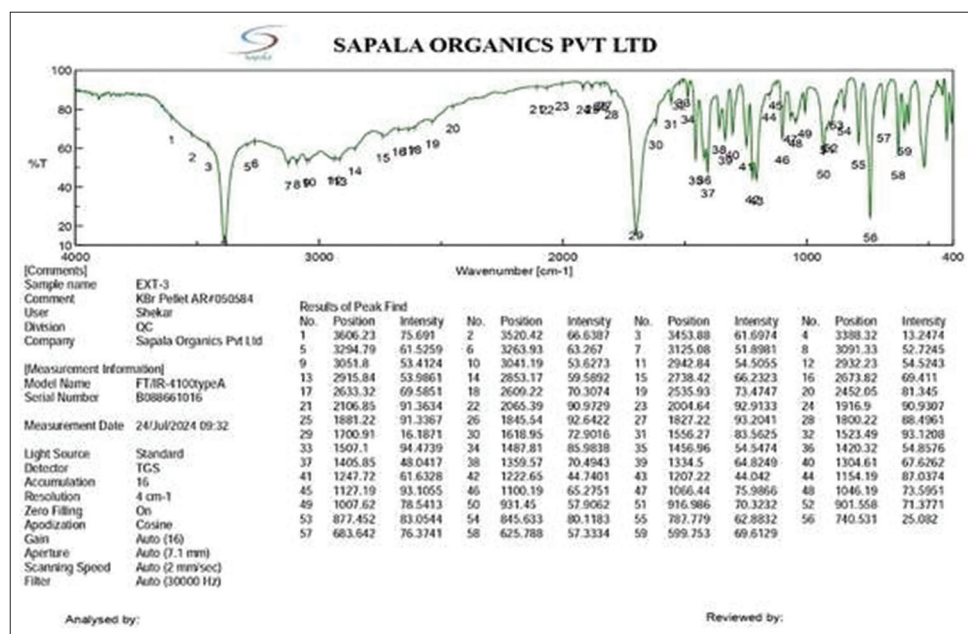 sapala
SAPALA ORGANICS PVT LTD
100
80
60
40
20
10
%T
4000
3000
2000
1000
400
Wavenumber [cm-1]
[Comments]
Sample name EXT-3
Comment KBr Pellet AR#050584
User Shekar
Division QC
Company Sapala Organics Pvt Ltd
[Measurement Information]
Model Name FT/IR-4100typeA
Serial Number B088661016
Measurement Date 24/Jul/2024 09:32
Light Source Standard
Detector TGS
Accumulation 16
Resolution 4 cm-1
Zero Filling On
Apodization Cosine
Gain Auto (16)
Aperture Auto (7.1 mm)
Scanning Speed Auto (2 mm/sec)
Filter Auto (30000 Hz)
Results of Peak Find
No. Position Intensity No. Position Intensity No. Position Intensity No. Position Intensity
1 3606.23 75.691 2 3520.42 66.6387 3 3453.88 61.6974 4 3388.32 13.2474
5 3294.79 61.5259 6 3263.93 63.267 7 3125.08 51.8981 8 3091.33 52.7245
9 3051.8 53.4124 10 3041.19 53.6273 11 2942.84 54.5055 12 2932.23 54.5243
13 2915.84 53.9861 14 2853.17 59.5892 15 2738.42 66.2323 16 2673.82 69.411
17 2633.32 69.5851 18 2609.22 70.3074 19 2535.93 73.4747 20 2452.05 81.345
21 2106.85 91.3634 22 2065.39 90.9729 23 2004.64 92.9133 24 1916.9 90.9307
25 1881.22 91.3367 26 1845.54 92.6422 27 1827.22 93.2041 28 1800.22 88.4961
29 1700.91 16.1871 30 1618.95 72.9016 31 1556.27 83.5625 32 1523.49 93.1208
33 1507.1 94.4739 34 1487.81 85.9838 35 1456.96 54.5474 36 1420.32 54.8576
37 1405.85 48.0417 38 1359.57 70.4943 39 1334.5 64.8249 40 1304.61 67.6262
41 1247.72 61.6328 42 1222.65 44.7401 43 1207.22 44.042 44 1154.19 87.0374
45 1127.19 93.1055 46 1100.19 65.2751 47 1066.44 75.9866 48 1046.19 73.5951
49 1007.62 78.5413 50 931.45 57.9062 51 916.986 70.3232 52 901.558 71.3771
53 877.452 83.0544 54 845.633 80.1183 55 787.779 62.8832 56 740.531 25.082
57 683.642 76.3741 58 625.788 57.3334 59 599.753 69.6129
Analysed by:
Reviewed by: